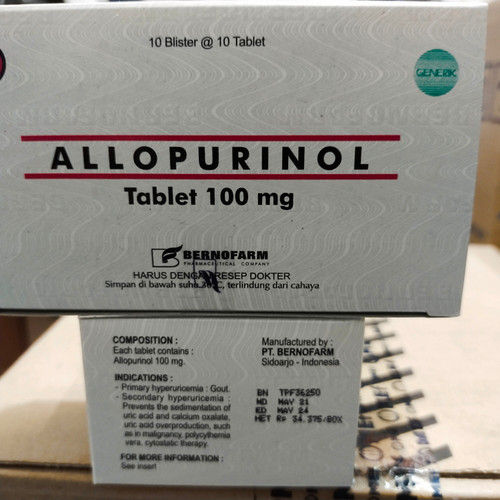 10 Blister @ 10 Tablet
GENERIK
ALLOPURINOL
Tablet 100 mg
BERNOFARM
PHARMACEUTICAL COMPANY
HARUS DENGAN RESEP DOKTER
Simpan di bawah suhu 30°C, terlindung dari cahaya
COMPOSITION :
Each tablet contains :
Allopurinol 100 mg.
INDICATIONS :
- Primary hyperuricemia : Gout.
- Secondary hyperuricemia :
Prevents the sedimentation of
uric acid and calcium oxalate,
uric acid overproduction, such
as in malignancy, polycythemia
vera, cytostatic therapy.
FOR MORE INFORMATION :
See insert
Manufactured by :
PT. BERNOFARM
Sidoarjo - Indonesia
BN TPF36250
MD MAY 21
ED MAY 24
HET Rp 34.375/BOX